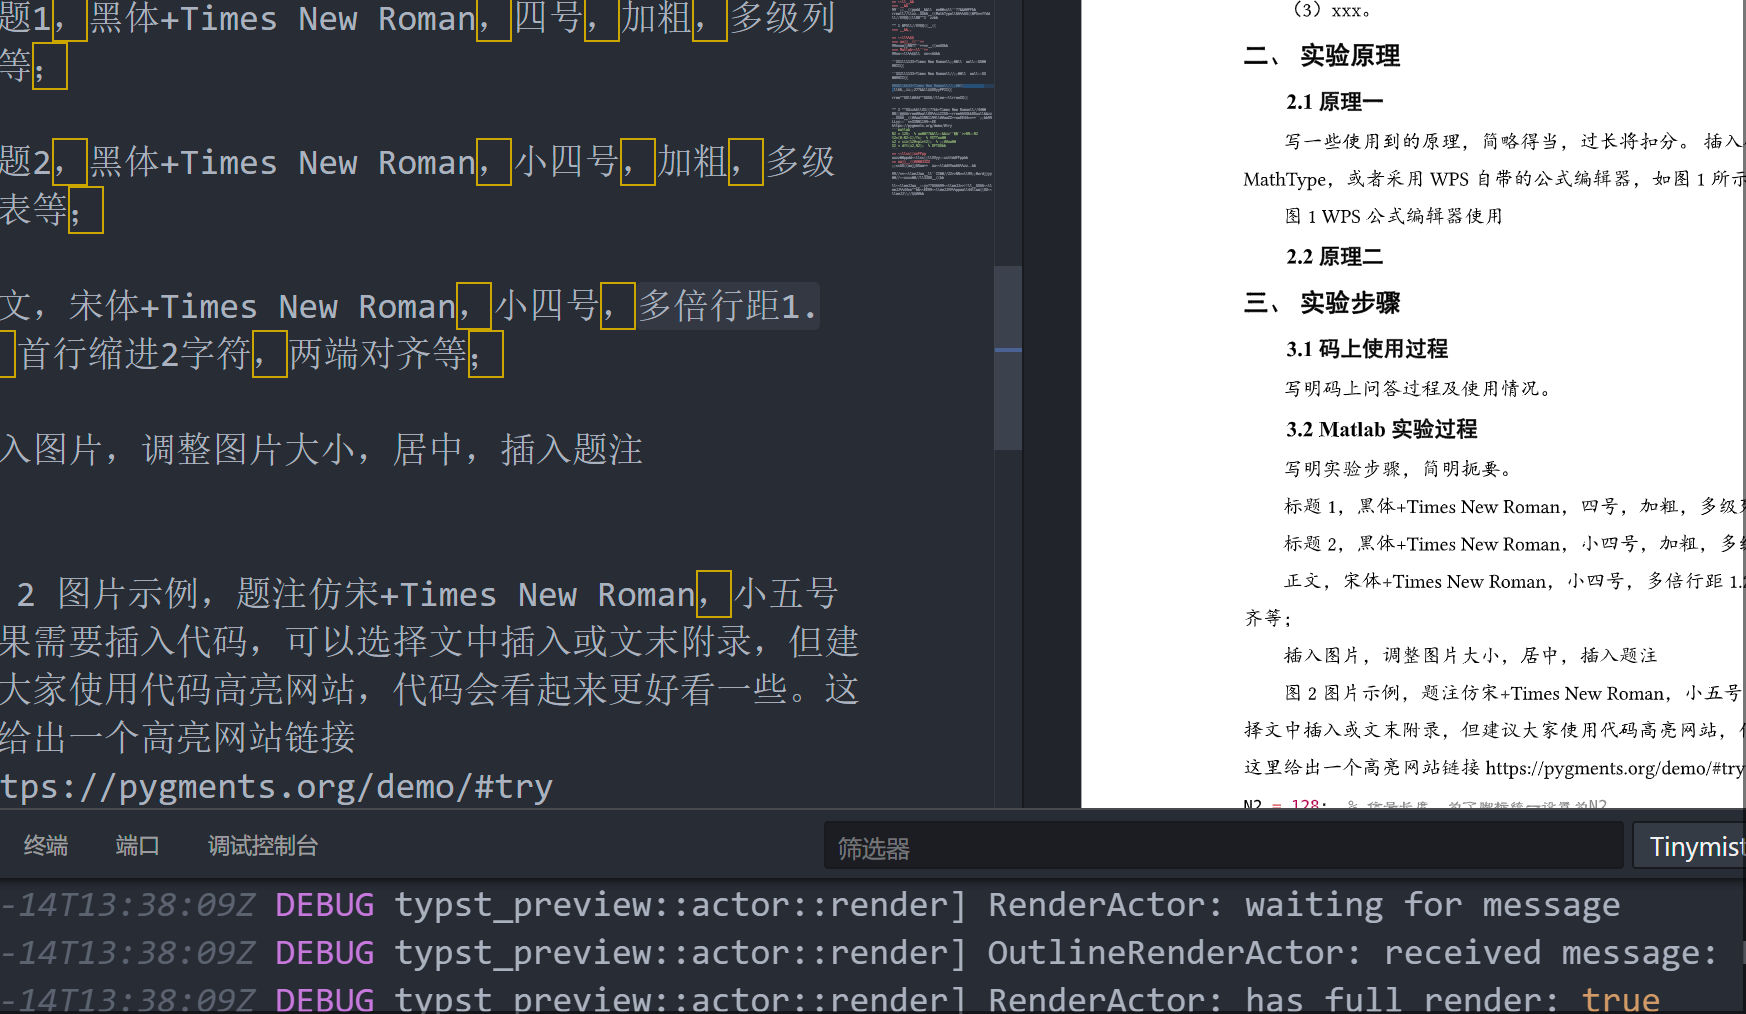 题1，黑体+Times New Roman，四号，加粗，多级列
等；
题2，黑体+Times New Roman，小四号，加粗，多级
表等；
文，宋体+Times New Roman，小四号，多倍行距1.
首行缩进2字符，两端对齐等；
入图片，调整图片大小，居中，插入题注
2 图片示例，题注仿宋+Times New Roman，小五号
果需要插入代码，可以选择文中插入或文末附录，但建
大家使用代码高亮网站，代码会看起来更好看一些。这
给出一个高亮网站链接
tps://pygments.org/demo/#try
（3）xxx。
二、 实验原理
2.1 原理一
写一些使用到的原理，简略得当，过长将扣分。插入
MathType，或者采用 WPS 自带的公式编辑器，如图 1 所示
图 1 WPS 公式编辑器使用
2.2 原理二
三、 实验步骤
3.1 码上使用过程
写明码上问答过程及使用情况。
3.2 Matlab 实验过程
写明实验步骤，简明扼要。
标题 1，黑体+Times New Roman，四号，加粗，多级列
标题 2，黑体+Times New Roman，小四号，加粗，多级
正文，宋体+Times New Roman，小四号，多倍行距 1.2
齐等；
插入图片，调整图片大小，居中，插入题注
图 2 图片示例，题注仿宋+Times New Roman，小五号
择文中插入或文末附录，但建议大家使用代码高亮网站，代
这里给出一个高亮网站链接 https://pygments.org/demo/#try
N2 = 128;
终端 端口 调试控制台 筛选器 Tinymist
-14T13:38:09Z DEBUG typst_preview::actor::render] RenderActor: waiting for message
-14T13:38:09Z DEBUG typst_preview::actor::render] OutlineRenderActor: received message:
-14T13:38:09Z DEBUG typst_preview::actor::render] RenderActor: has full render: true